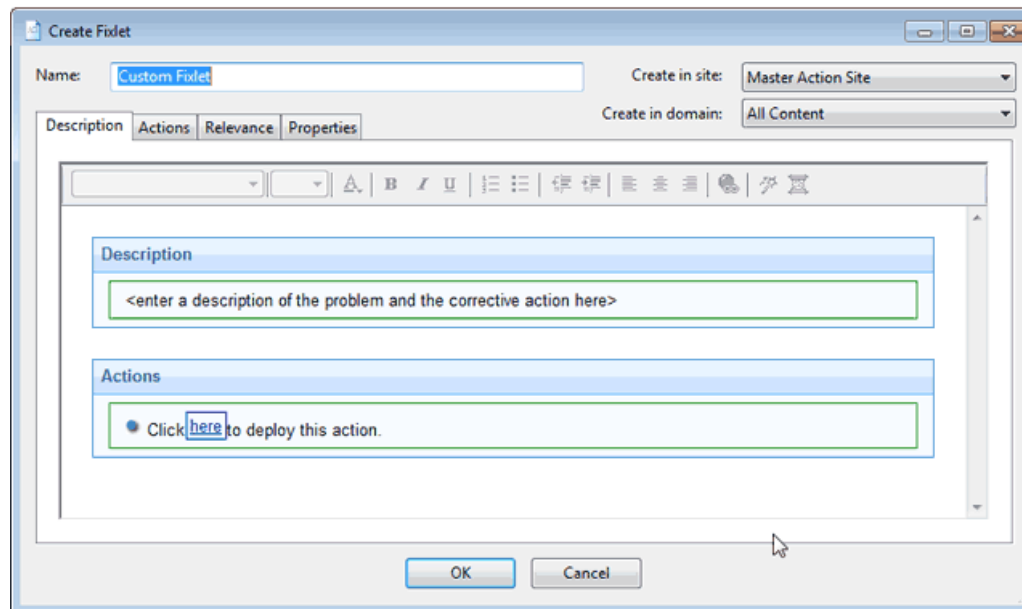 Create Fixlet
Name: Custom Fixlet Create in site: Master Action Site
Create in domain: All Content
Description Actions Relevance Properties
A B I U
Description
<enter a description of the problem and the corrective action here>
Actions
Click here to deploy this action.
OK Cancel